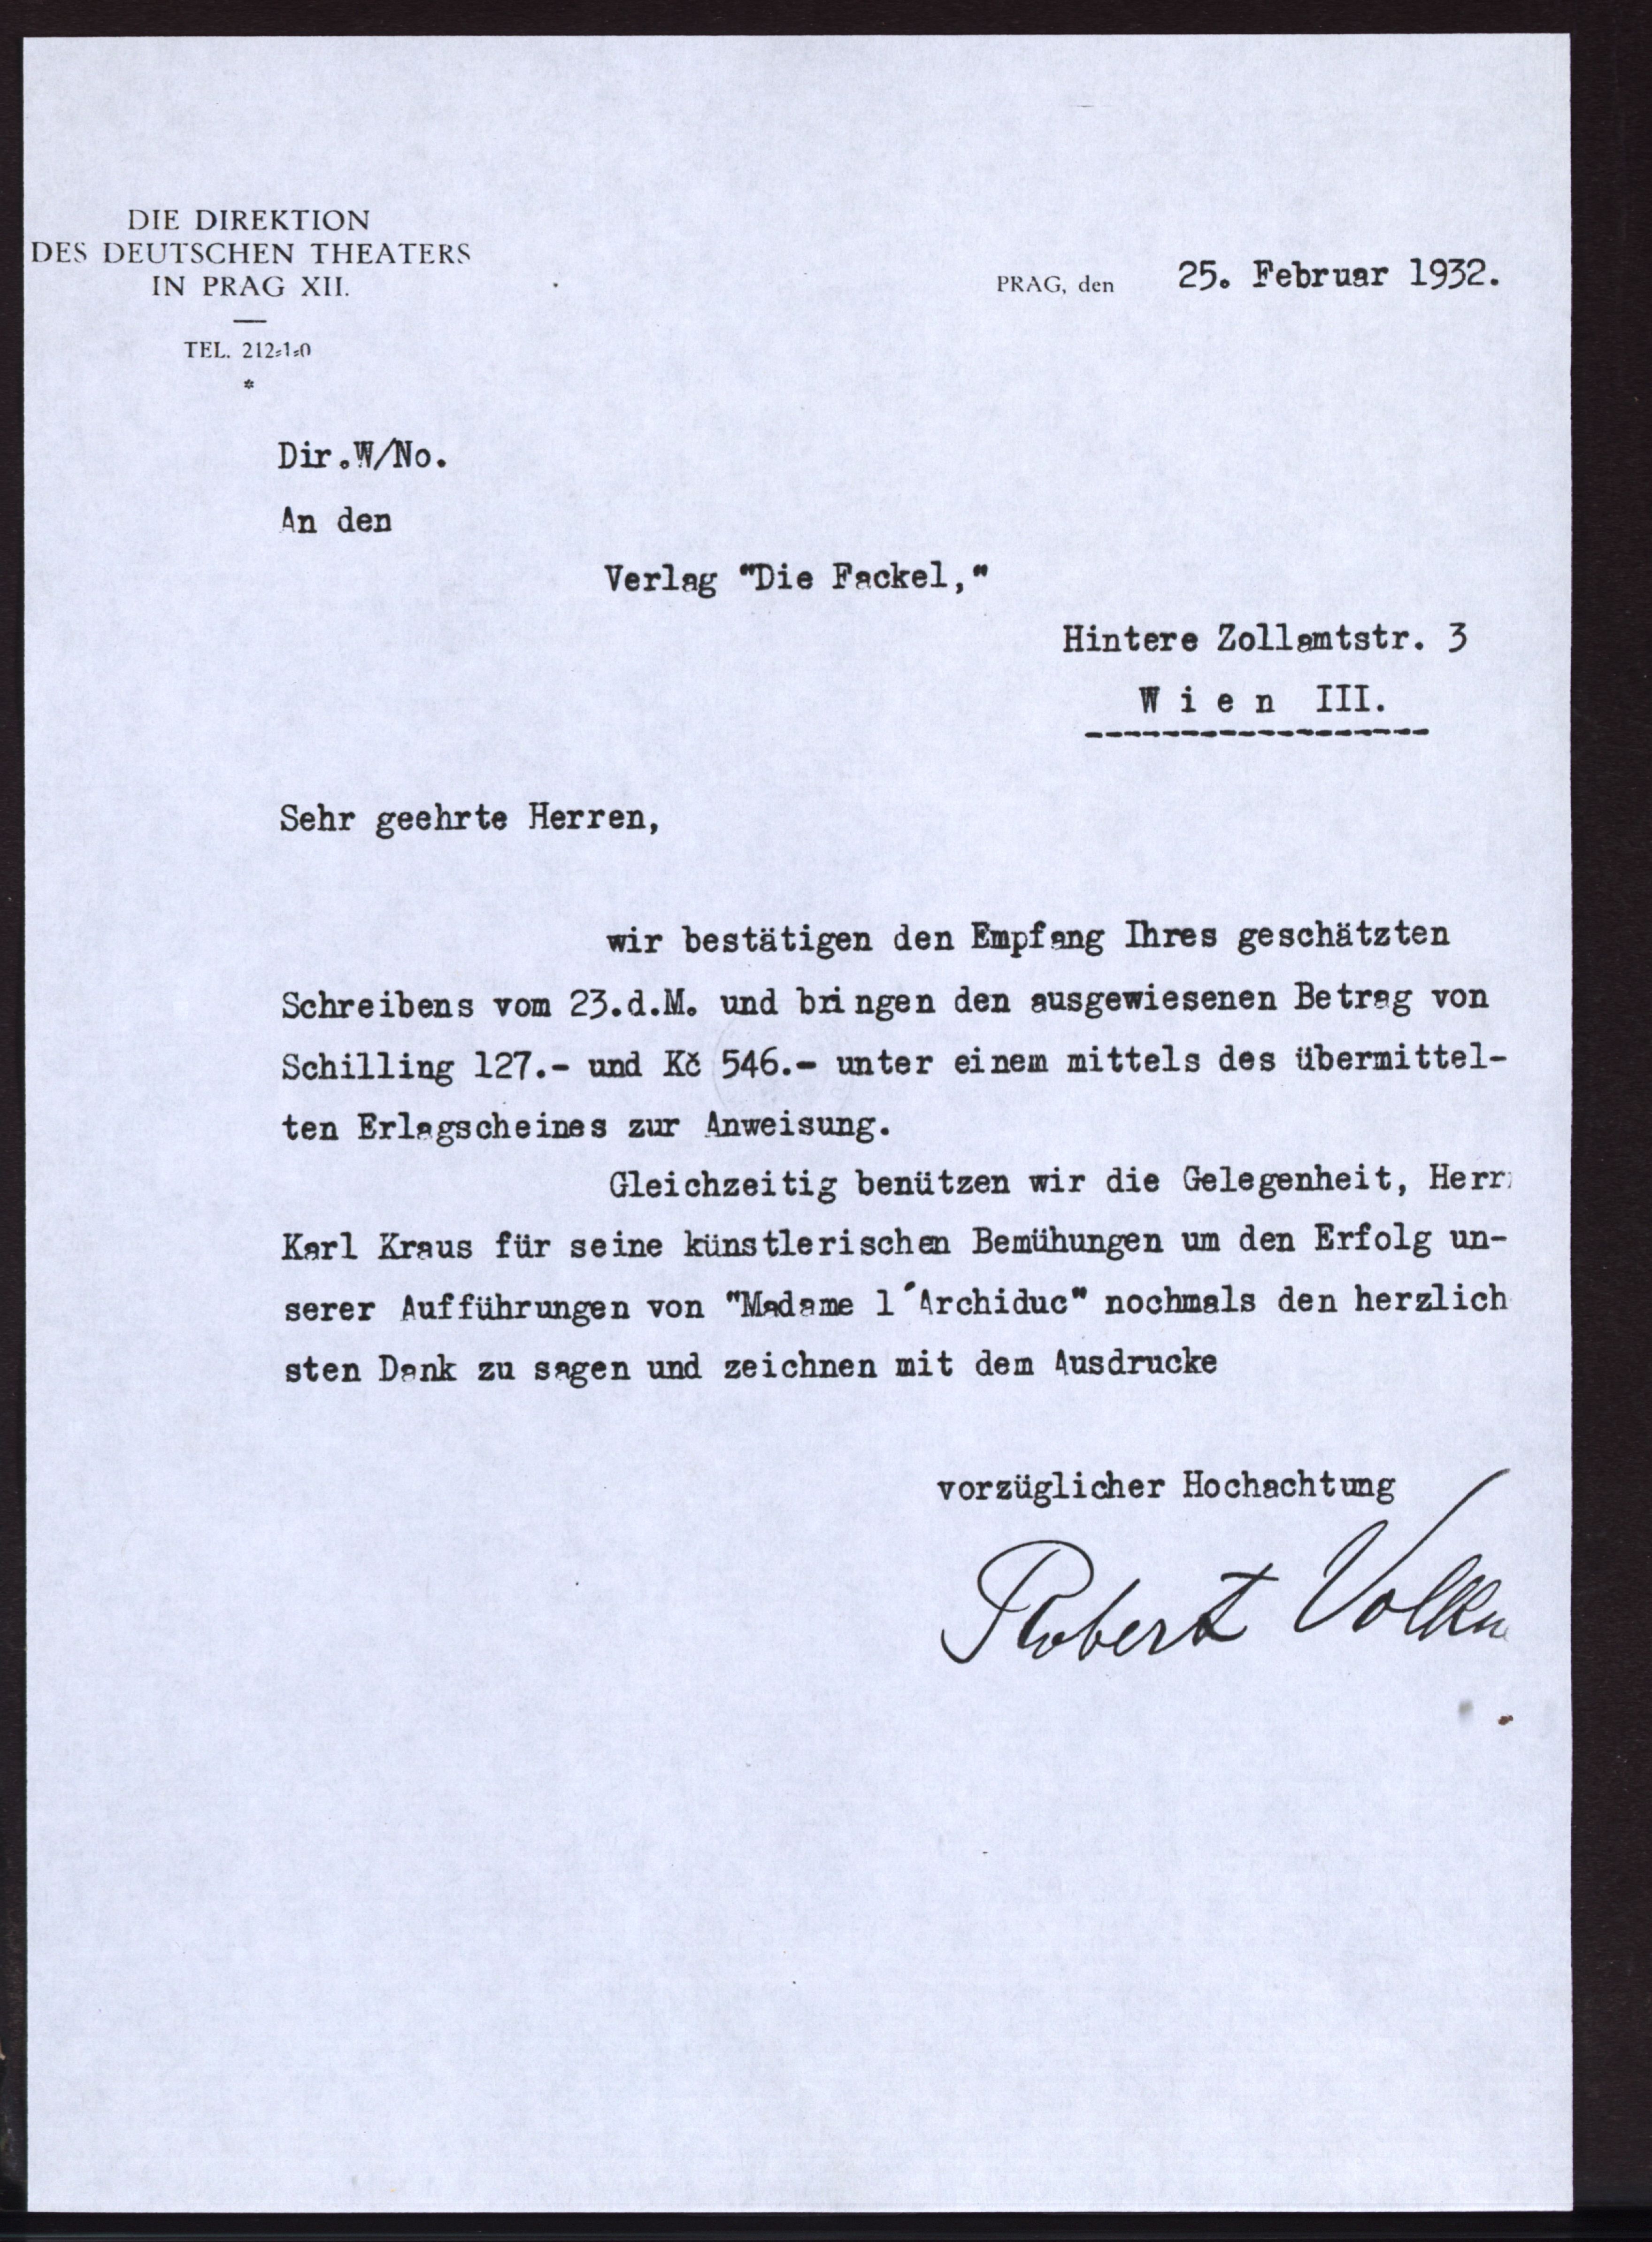 DIE DIREKTION
DES DEUTSCHEN THEATERS
IN PRAG XII.
TEL. 212-1-0
*
PRAG, den 25. Februar 1932.
Dir.W/No.
An den
Verlag "Die Fackel,"
Hintere Zollamtstr. 3
W i e n III.
------------------
Sehr geehrte Herren,
wir bestätigen den Empfang Ihres geschätzten
Schreibens vom 23.d.M. und bringen den ausgewiesenen Betrag von
Schilling 127.- und Kč 546.- unter einem mittels des übermittel-
ten Erlagscheines zur Anweisung.
Gleichzeitig benützen wir die Gelegenheit, Herr
Karl Kraus für seine künstlerischen Bemühungen um den Erfolg un-
serer Aufführungen von "Madame l´Archiduc" nochmals den herzlich
sten Dank zu sagen und zeichnen mit dem Ausdrucke
vorzüglicher Hochachtung
Robert Volkn